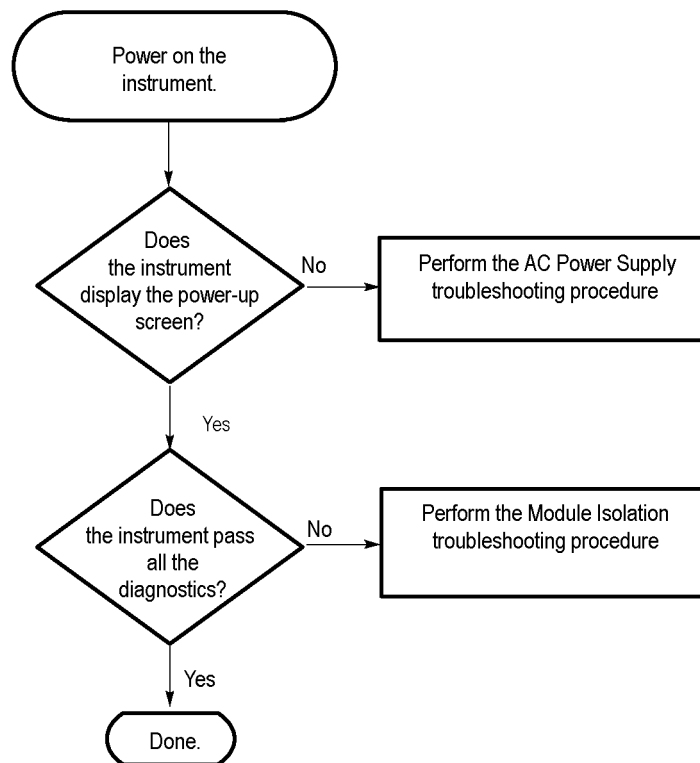 Power on the
instrument.
Does
the instrument
display the power-up
screen?
No
Perform the AC Power Supply
troubleshooting procedure
Yes
Does
the instrument pass
all the
diagnostics?
No
Perform the Module Isolation
troubleshooting procedure
Yes
Done.